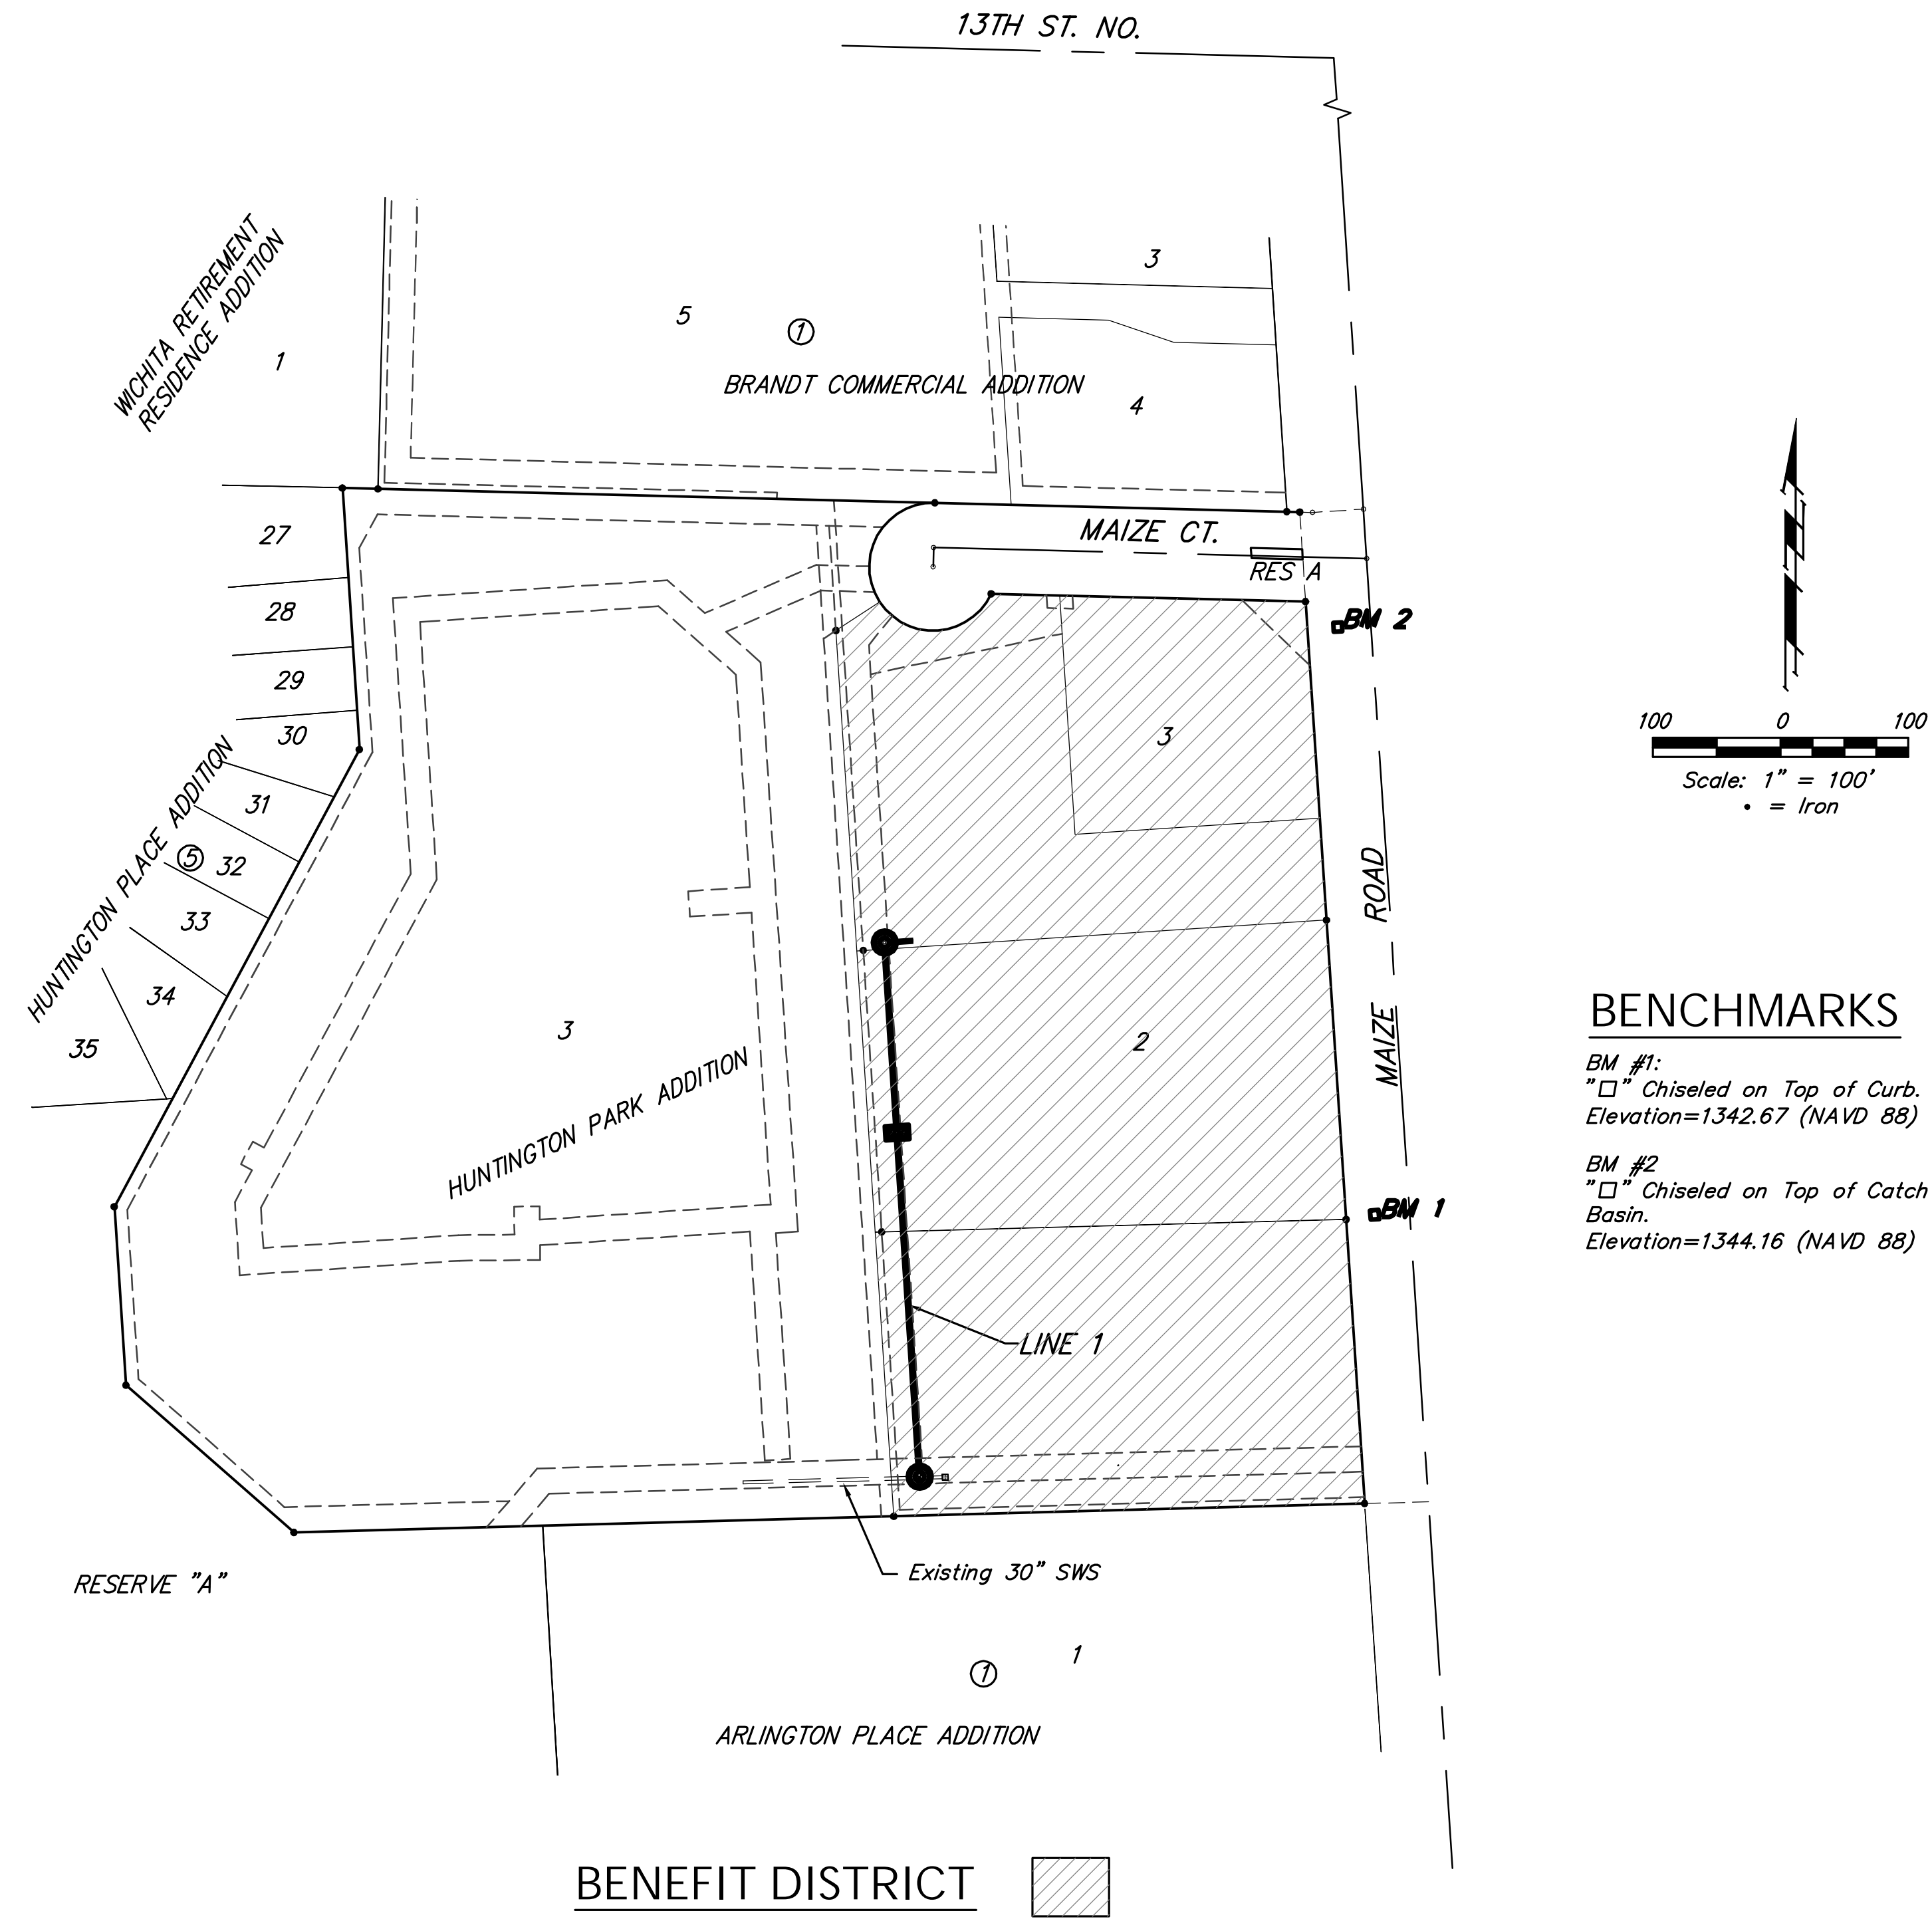 13TH ST. NO.
WICHITA RETIREMENT
RESIDENCE ADDITION
1
5
1
BRANDT COMMERCIAL ADDITION
3
4
MAIZE CT.
RES A
BM 2
27
28
29
30
31
32
33
34
35
HUNTINGTON PLACE ADDITION
5
3
HUNTINGTON PARK ADDITION
3
2
MAIZE ROAD
BM 1
LINE 1
Existing 30" SWS
RESERVE "A"
1
1
ARLINGTON PLACE ADDITION
100 0 100
Scale: 1" = 100'
• = Iron
BENCHMARKS
BM #1:
"□" Chiseled on Top of Curb.
Elevation=1342.67 (NAVD 88)
BM #2
"□" Chiseled on Top of Catch
Basin.
Elevation=1344.16 (NAVD 88)
BENEFIT DISTRICT